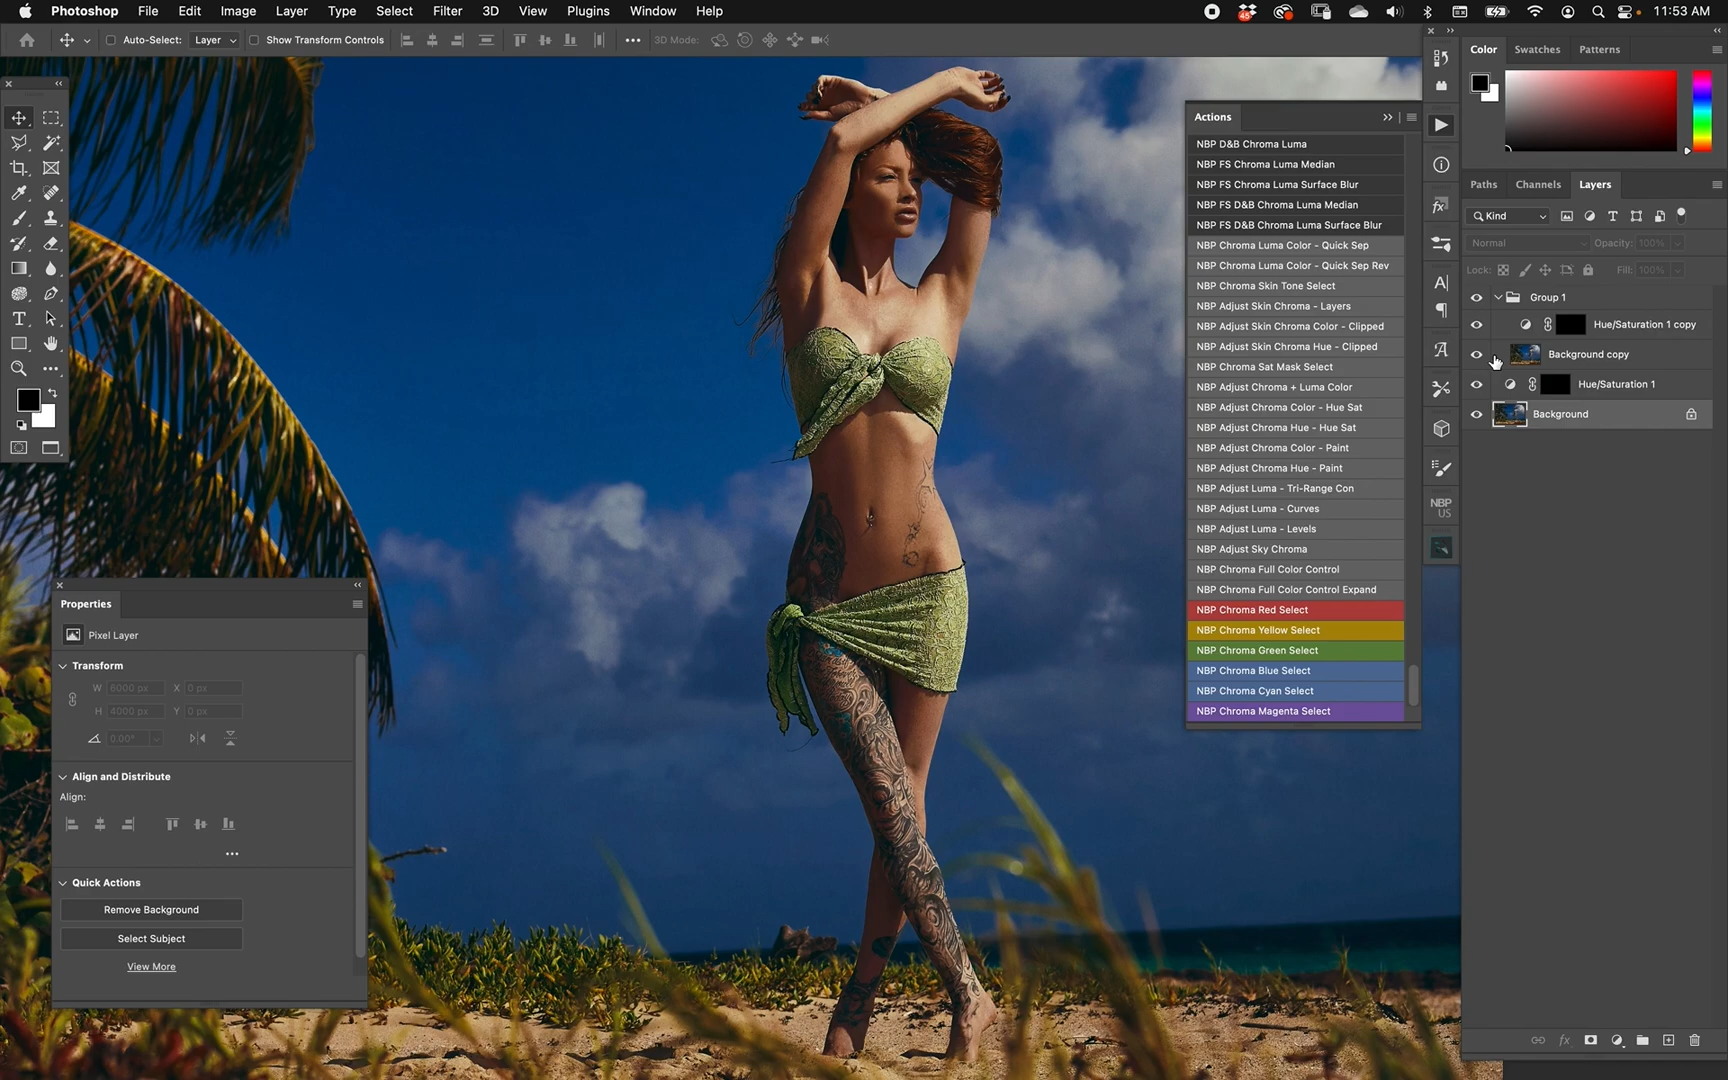 Photoshop File Edit Image Layer Type Select Filter 3D View Plugins Window Help 45 11:53 AM
Auto-Select: Layer Show Transform Controls 3D Mode:
Color Swatches Patterns
Actions
NBP D&B Chroma Luma
NBP FS Chroma Luma Median
NBP FS Chroma Luma Surface Blur
NBP FS D&B Chroma Luma Median
NBP FS D&B Chroma Luma Surface Blur
NBP Chroma Luma Color - Quick Sep
NBP Chroma Luma Color - Quick Sep Rev
NBP Chroma Skin Tone Select
NBP Adjust Skin Chroma - Layers
NBP Adjust Skin Chroma Color - Clipped
NBP Adjust Skin Chroma Hue - Clipped
NBP Chroma Sat Mask Select
NBP Adjust Chroma + Luma Color
NBP Adjust Chroma Color - Hue Sat
NBP Adjust Chroma Hue - Hue Sat
NBP Adjust Chroma Color - Paint
NBP Adjust Chroma Hue - Paint
NBP Adjust Luma - Tri-Range Con
NBP Adjust Luma - Curves
NBP Adjust Luma - Levels
NBP Adjust Sky Chroma
NBP Chroma Full Color Control
NBP Chroma Full Color Control Expand
NBP Chroma Red Select
NBP Chroma Yellow Select
NBP Chroma Green Select
NBP Chroma Blue Select
NBP Chroma Cyan Select
NBP Chroma Magenta Select
NBP
US
Paths Channels Layers
Kind
Normal Opacity: 100%
Lock: Fill: 100%
Group 1
Hue/Saturation 1 copy
Background copy
Hue/Saturation 1
Background
Properties
Pixel Layer
Transform
W 6000 px X 0 px
H 4000 px Y 0 px
0.00°
Align and Distribute
Align:
Quick Actions
Remove Background
Select Subject
View More